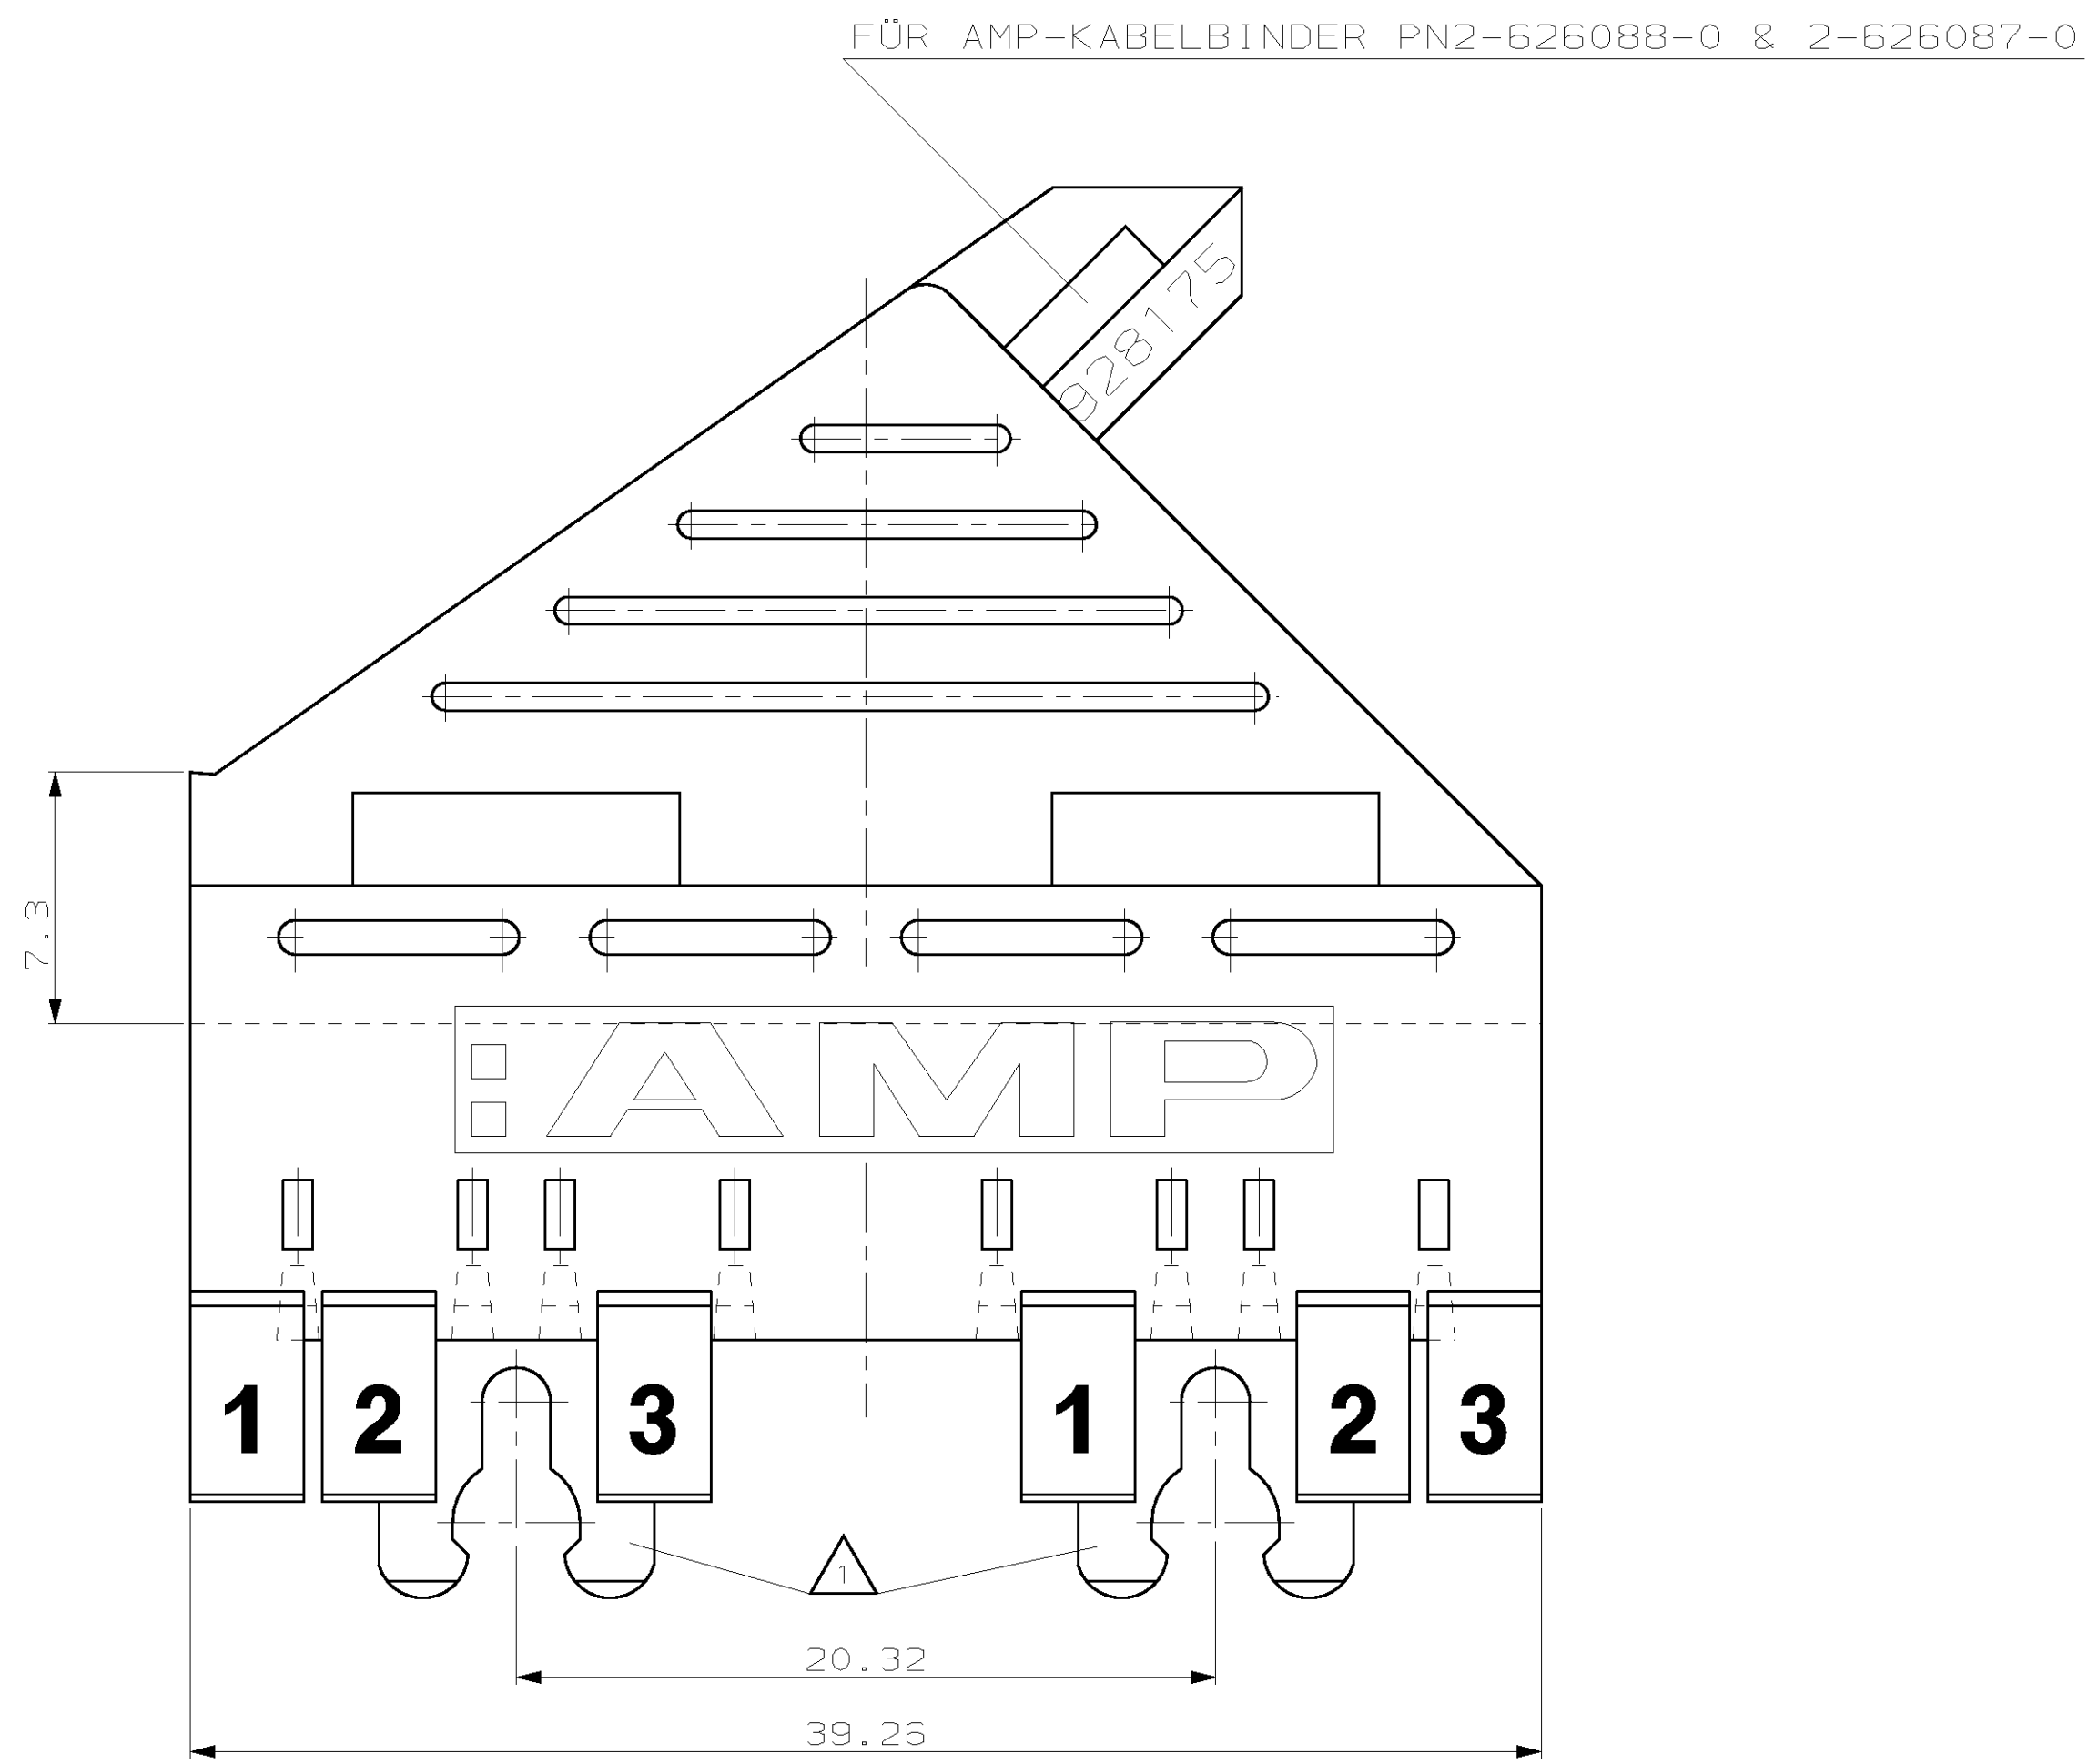 FÜR AMP-KABELBINDER PN2-626088-0 & 2-626087-0
928175
7.3
:AMP
1 2 3 1 2 3
1
20.32
39.26